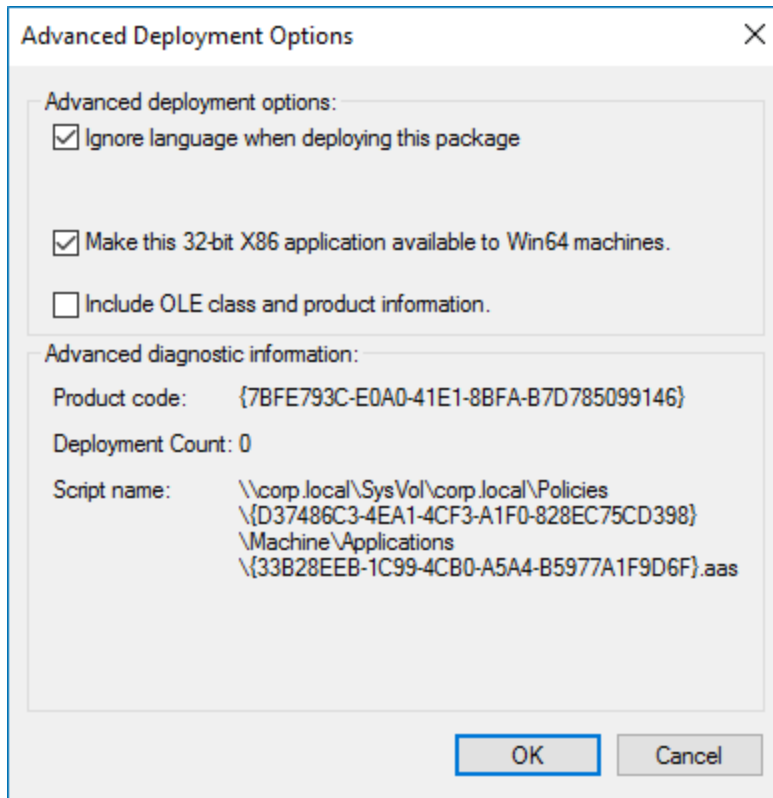 Advanced Deployment Options
Advanced deployment options:
Ignore language when deploying this package
Make this 32-bit X86 application available to Win64 machines.
Include OLE class and product information.
Advanced diagnostic information:
Product code: {7BFE793C-E0A0-41E1-8BFA-B7D785099146}
Deployment Count: 0
Script name: \\corp.local\SysVol\corp.local\Policies
\{D37486C3-4EA1-4CF3-A1F0-828EC75CD398}
\Machine\Applications
\{33B28EEB-1C99-4CB0-A5A4-B5977A1F9D6F}.aas
OK Cancel